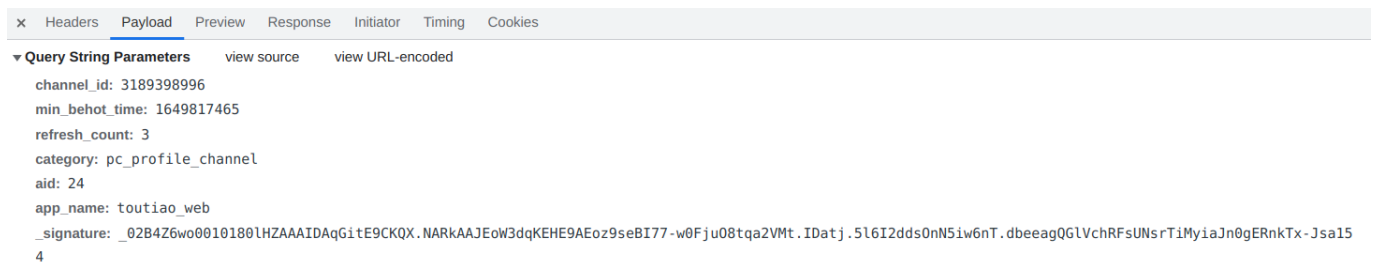 × Headers Payload Preview Response Initiator Timing Cookies
▼Query String Parameters view source view URL-encoded
channel_id: 3189398996
min_behot_time: 1649817465
refresh_count: 3
category: pc_profile_channel
aid: 24
app_name: toutiao_web
_signature: _02B4Z6wo0010180lHZAAAIDAqGitE9CKQX.NARkAAJEoW3dqKEHE9AEoz9seBI77-w0FjuO8tqa2VMt.IDatj.5l6I2ddsOnN5iw6nT.dbeeagQGlVchRFsUNsrTiMyiaJn0gERnkTx-Jsa15
4